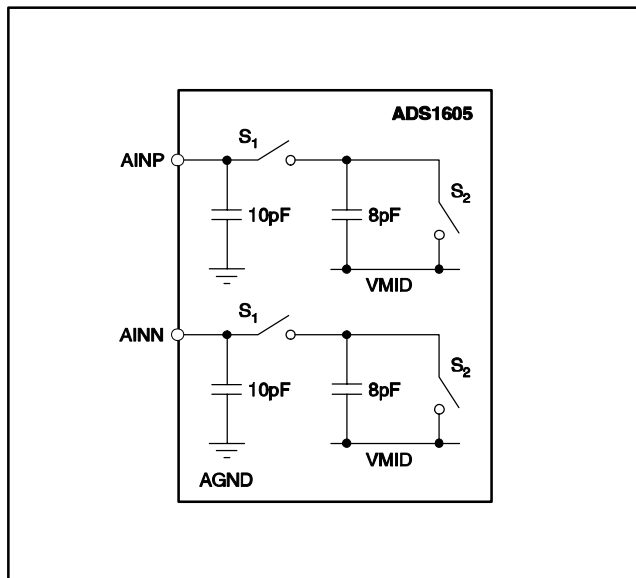 ADS1605
S1
AINP
S2
10pF
8pF
VMID
S1
AINN
S2
10pF
8pF
VMID
AGND